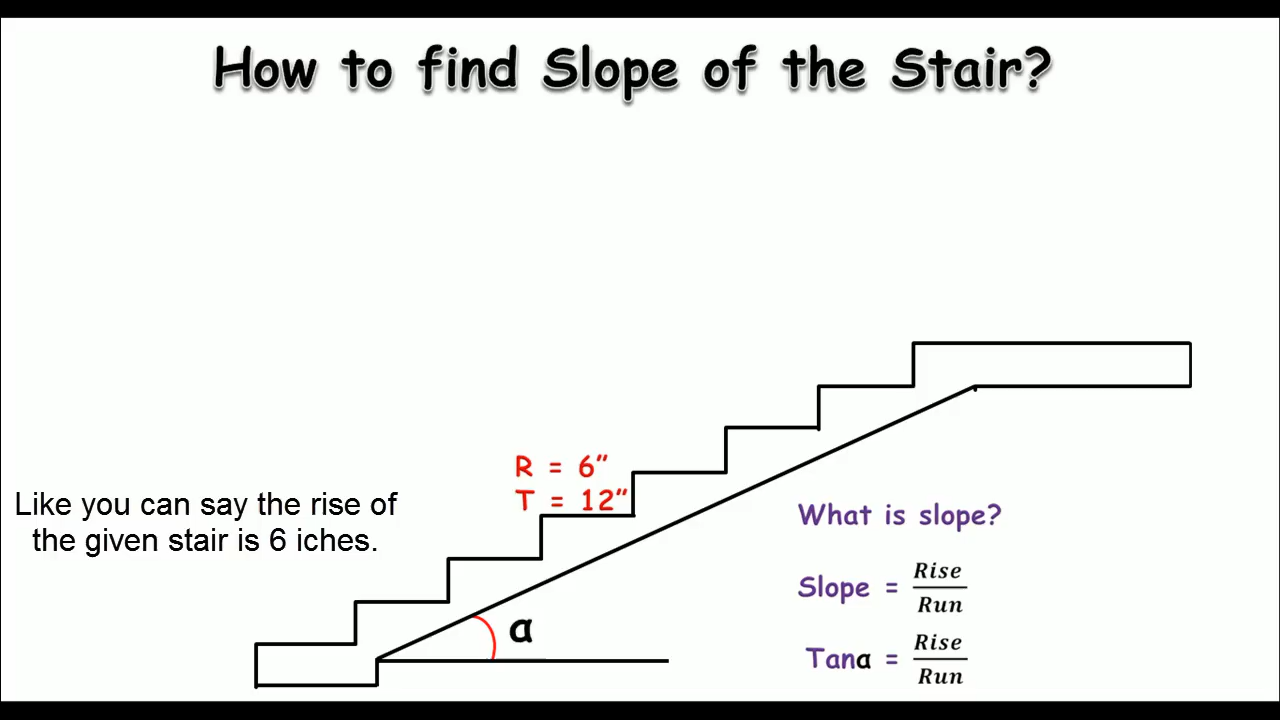 How to find Slope of the Stair?
R = 6”
T = 12”
Like you can say the rise of
the given stair is 6 iches.
α
What is slope?
Slope = Rise/Run
Tanα = Rise/Run